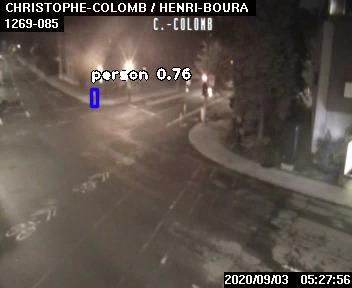 CHRISTOPHE-COLOMB / HENRI-BOURA
1269-085
C.-COLOMB
person 0.76
2020/09/03 05:27:56